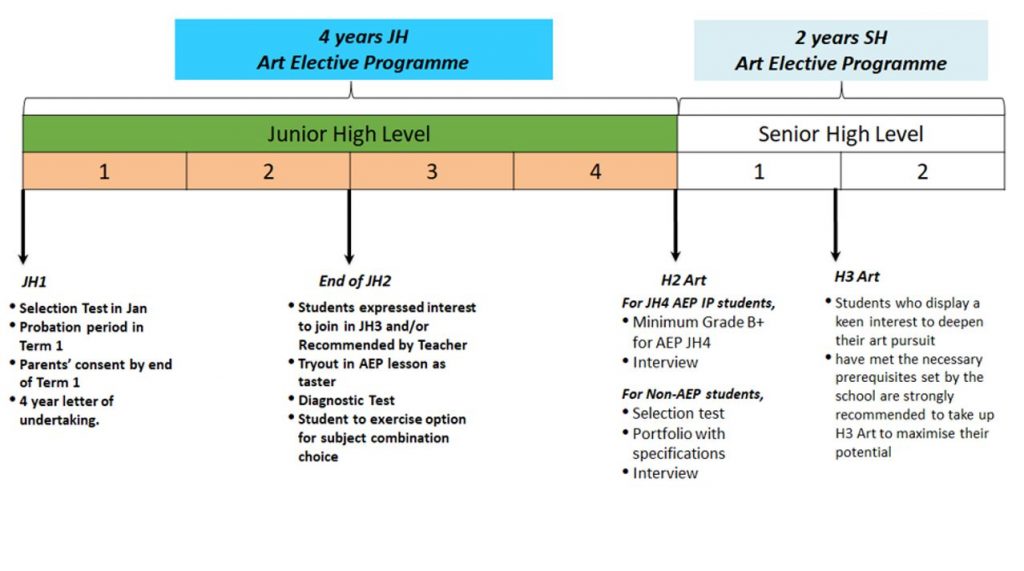 4 years JH
Art Elective Programme
2 years SH
Art Elective Programme
Junior High Level
Senior High Level
1
2
3
4
1
2
JH1
• Selection Test in Jan
• Probation period in
Term 1
• Parents' consent by end
of Term 1
• 4 year letter of
undertaking.
End of JH2
• Students expressed interest
to join in JH3 and/or
Recommended by Teacher
• Tryout in AEP lesson as
taster
• Diagnostic Test
• Student to exercise option
for subject combination
choice
H2 Art
For JH4 AEP IP students,
• Minimum Grade B+
for AEP JH4
• Interview
For Non-AEP students,
• Selection test
• Portfolio with
specifications
• Interview
H3 Art
• Students who display a
keen interest to deepen
their art pursuit
• have met the necessary
prerequisites set by the
school are strongly
recommended to take up
H3 Art to maximise their
potential